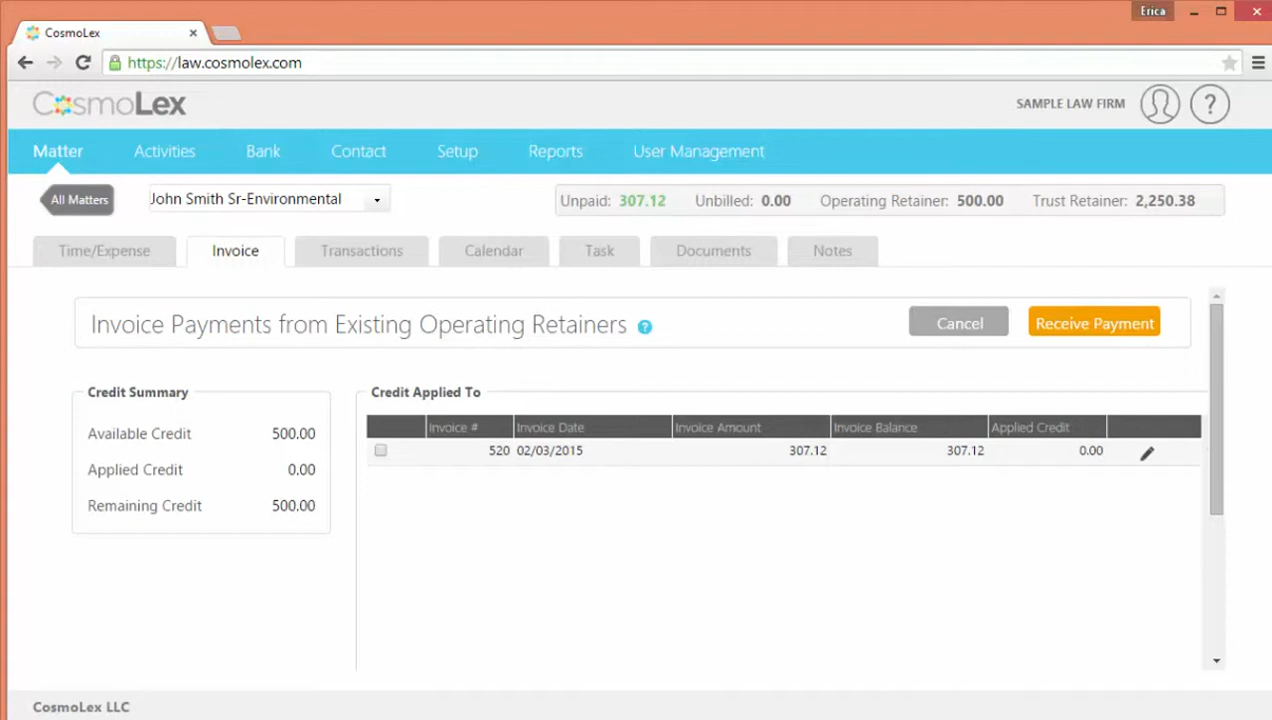 Erica
CosmoLex
https://law.cosmolex.com
CosmoLex
SAMPLE LAW FIRM
?
Matter Activities Bank Contact Setup Reports User Management
All Matters
John Smith Sr-Environmental
Unpaid: 307.12 Unbilled: 0.00 Operating Retainer: 500.00 Trust Retainer: 2,250.38
Time/Expense Invoice Transactions Calendar Task Documents Notes
Invoice Payments from Existing Operating Retainers ?
Cancel
Receive Payment
Credit Summary
Available Credit 500.00
Applied Credit 0.00
Remaining Credit 500.00
Credit Applied To
Invoice # Invoice Date Invoice Amount Invoice Balance Applied Credit
520 02/03/2015 307.12 307.12 0.00
CosmoLex LLC